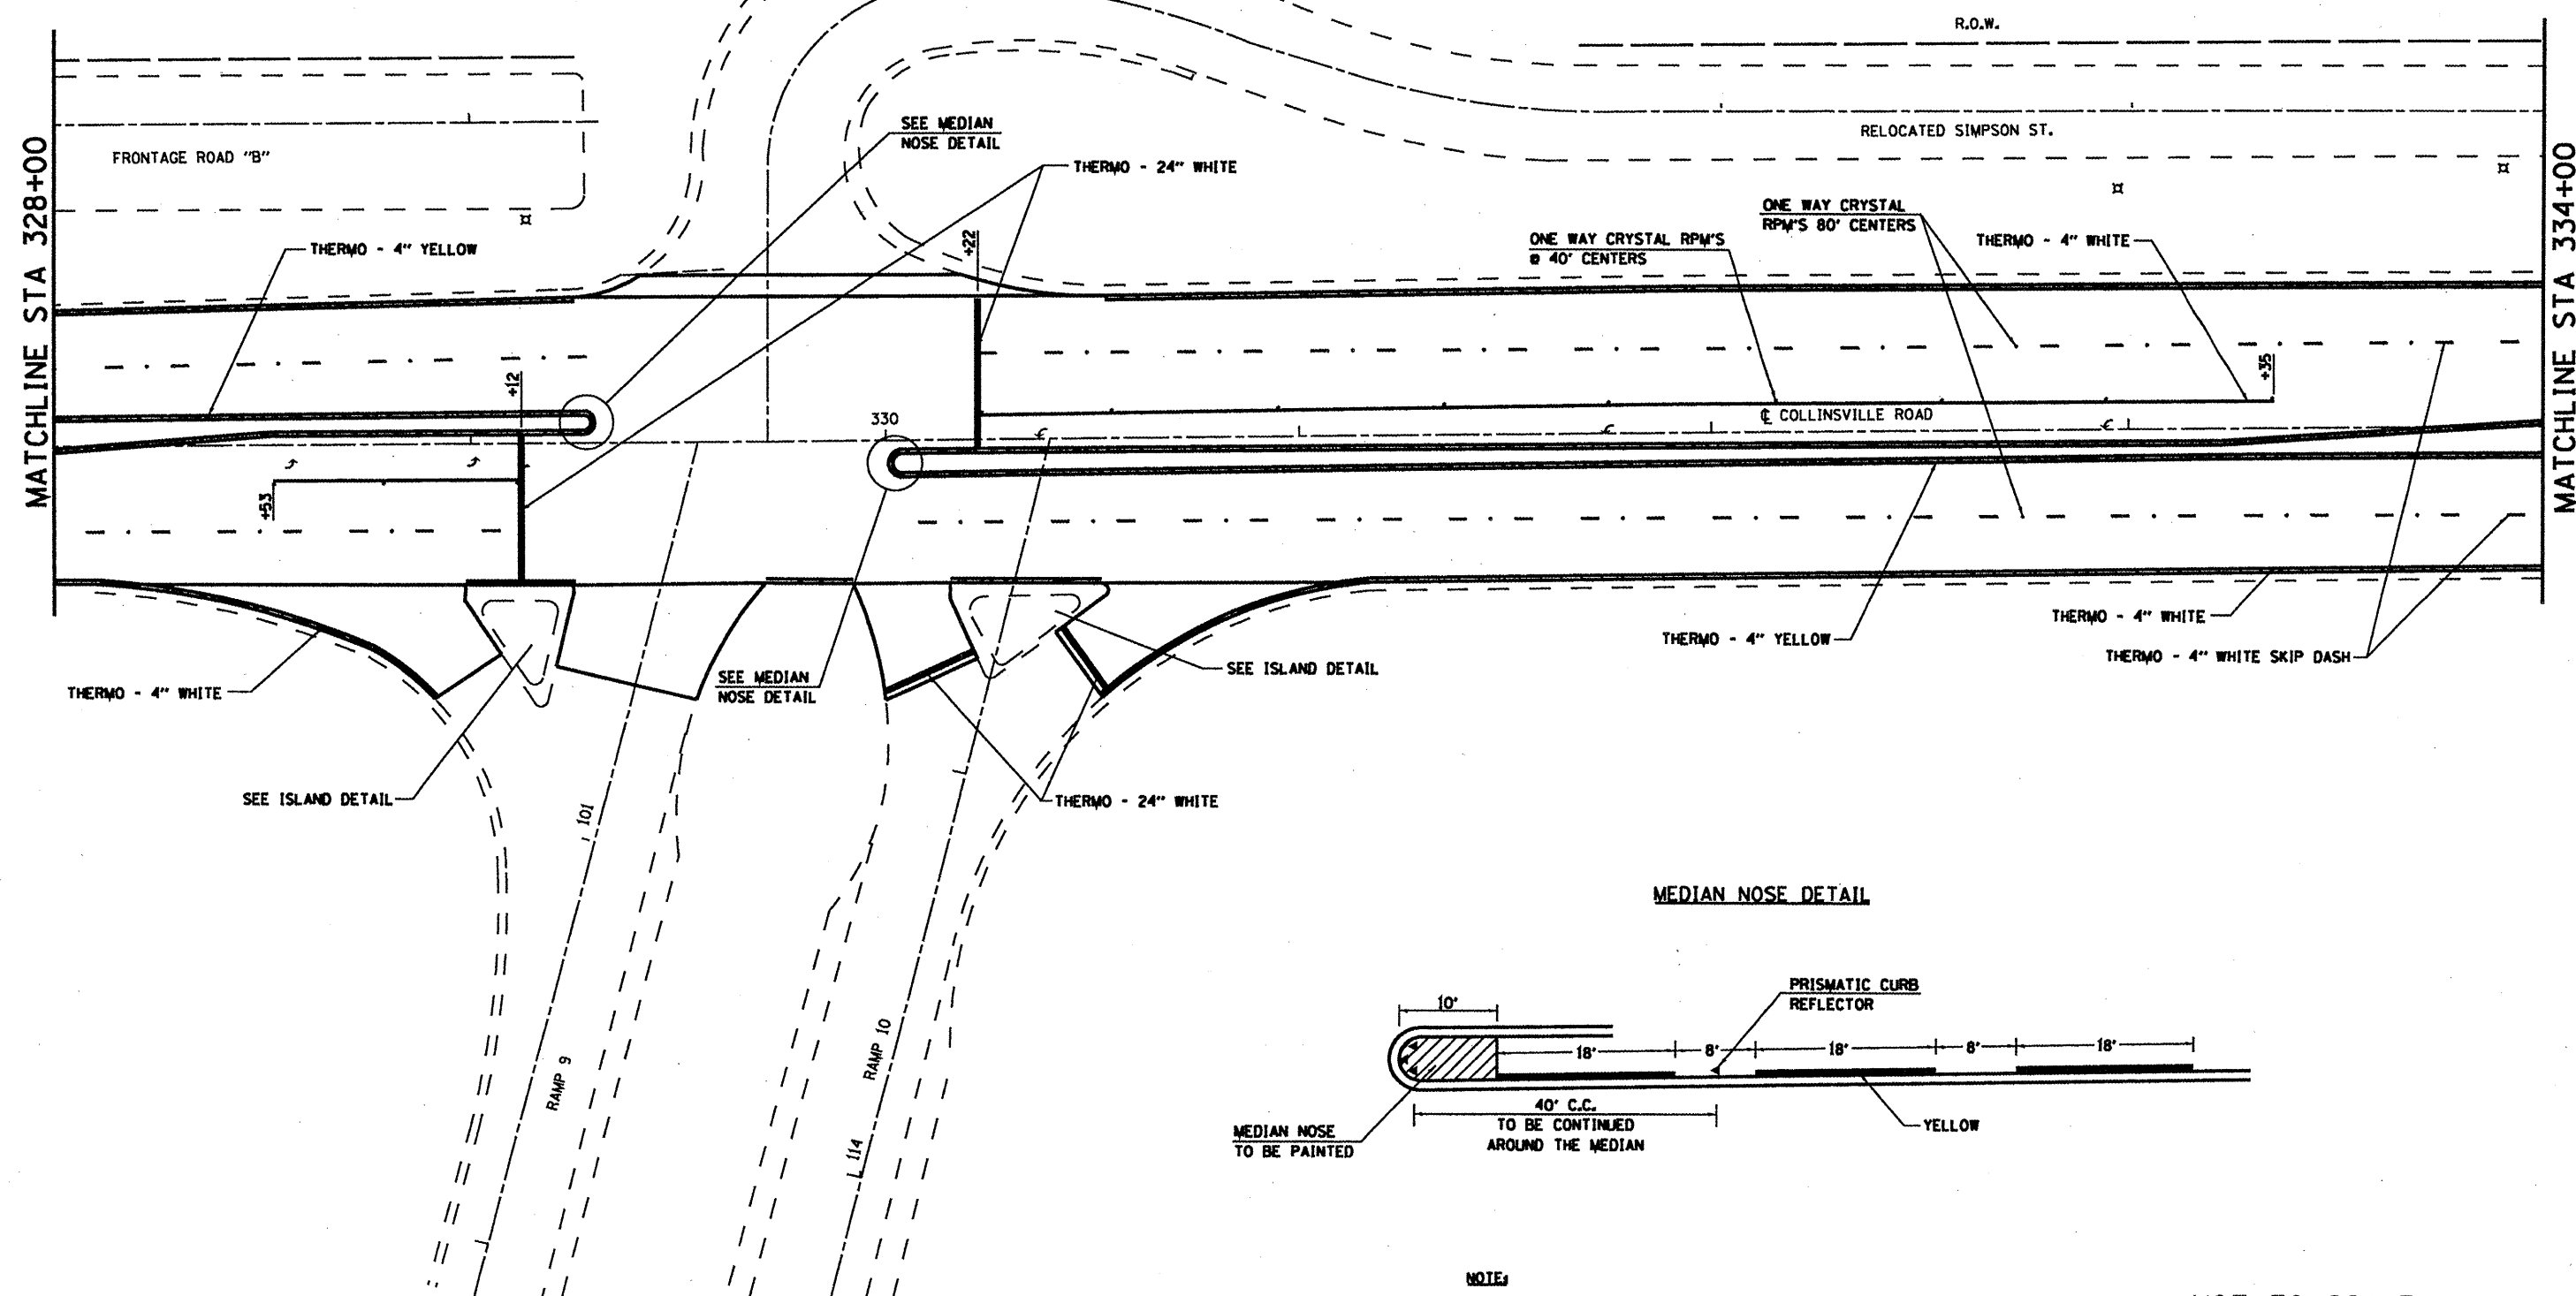 R.O.W.
MATCHLINE STA 328+00
FRONTAGE ROAD "B"
SEE MEDIAN
NOSE DETAIL
THERMO - 24" WHITE
RELOCATED SIMPSON ST.
MATCHLINE STA 334+00
THERMO - 4" YELLOW
+22
ONE WAY CRYSTAL RPM'S
@ 40' CENTERS
ONE WAY CRYSTAL
RPM'S 80' CENTERS
THERMO - 4" WHITE
+12
+35
330
℄ COLLINSVILLE ROAD
+53
THERMO - 4" WHITE
SEE MEDIAN
NOSE DETAIL
SEE ISLAND DETAIL
THERMO - 4" YELLOW
THERMO - 4" WHITE
THERMO - 4" WHITE SKIP DASH
SEE ISLAND DETAIL
THERMO - 24" WHITE
101
RAMP 9
RAMP 10
114
MEDIAN NOSE DETAIL
PRISMATIC CURB
REFLECTOR
10'
18'
8'
18'
8'
18'
40' C.C.
TO BE CONTINUED
AROUND THE MEDIAN
MEDIAN NOSE
TO BE PAINTED
YELLOW
NOTE: